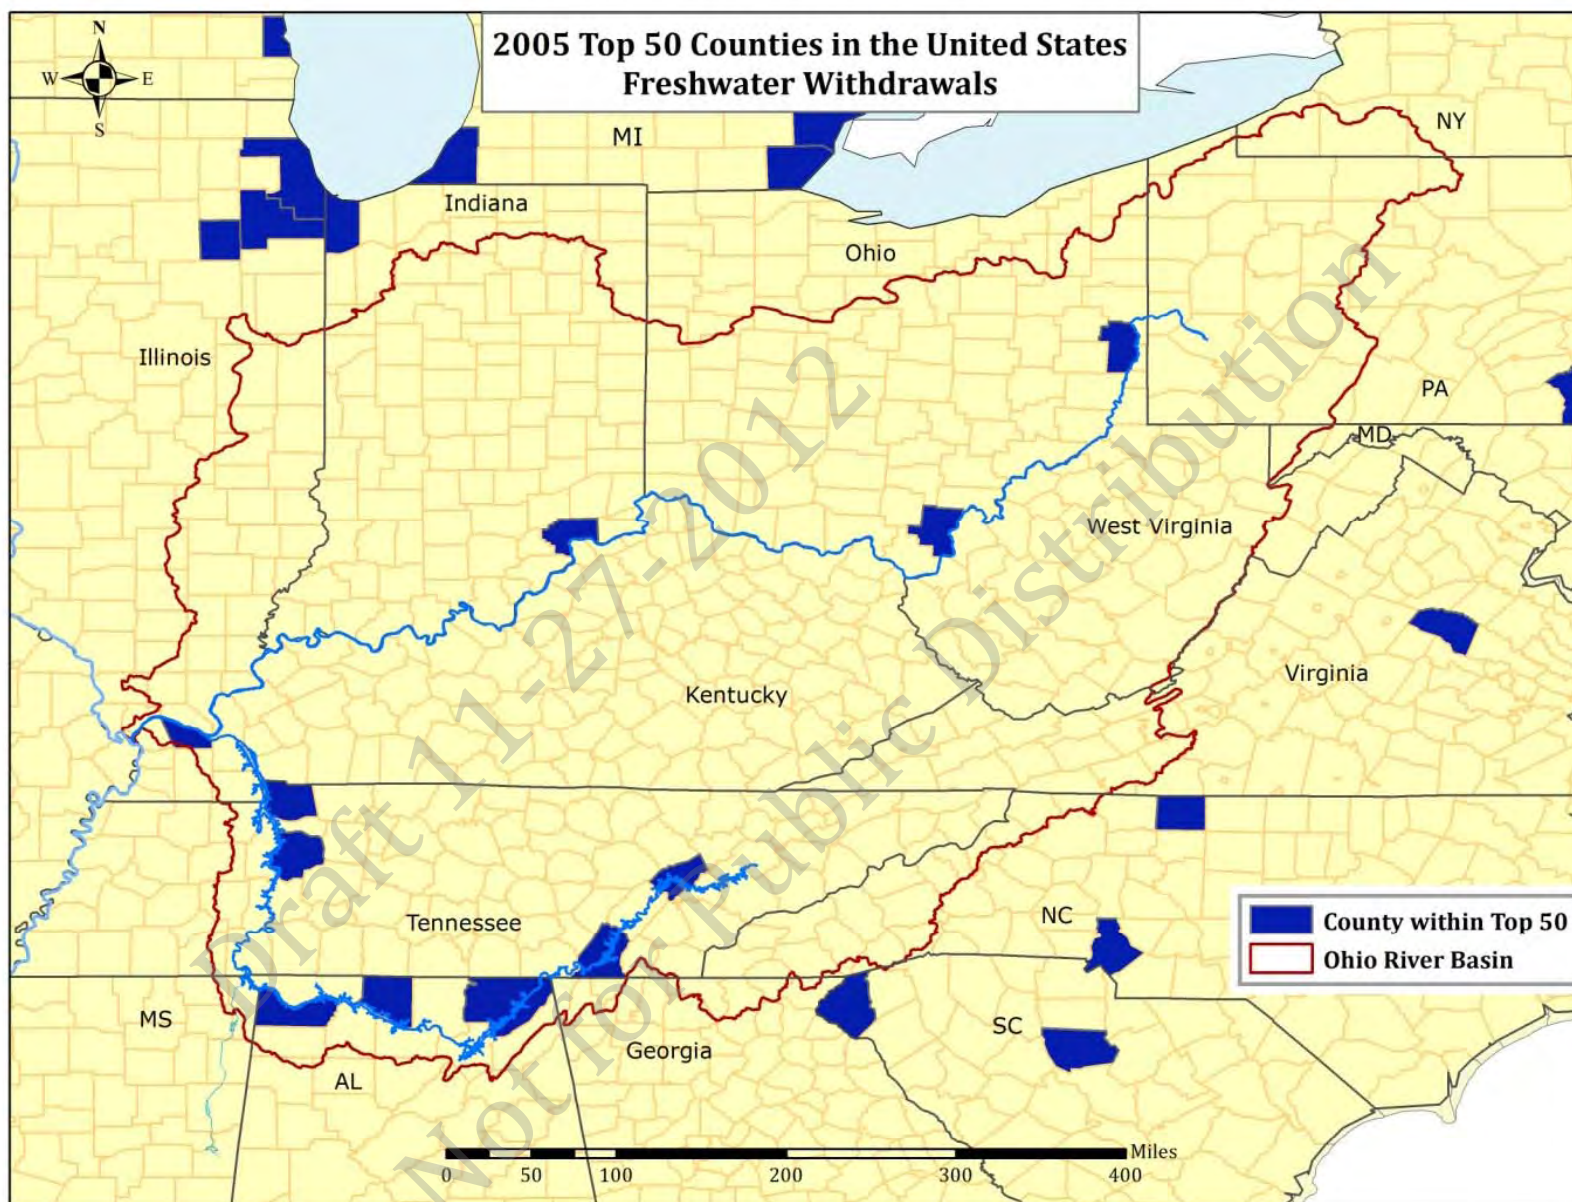 2005 Top 50 Counties in the United States
Freshwater Withdrawals
N
W E
S
MI
NY
Indiana
Ohio
Illinois
PA
MD
West Virginia
Virginia
Kentucky
Tennessee
NC
County within Top 50
Ohio River Basin
MS
SC
Georgia
AL
Miles
0 50 100 200 300 400
Draft 11-27-2012
Not for Public Distribution